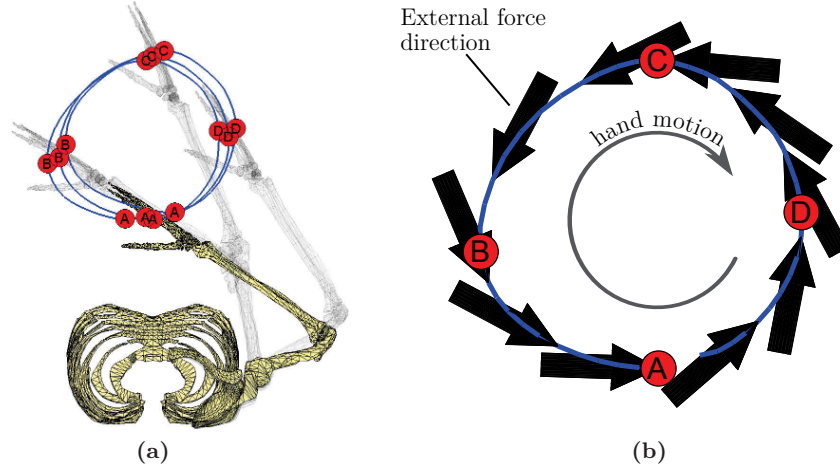 C C C
D D D
B B B
A A A A
(a)
External force
direction
hand motion
C
B
D
A
(b)